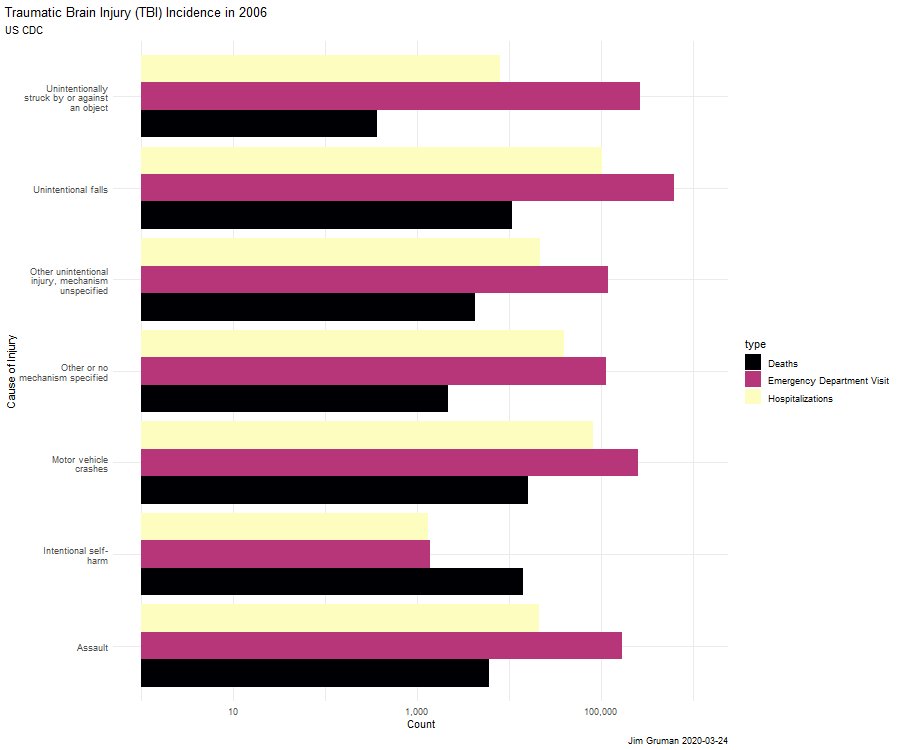 Traumatic Brain Injury (TBI) Incidence in 2006
US CDC
Cause of Injury
Unintentionally
struck by or against
an object
Unintentional falls
Other unintentional
injury, mechanism
unspecified
Other or no
mechanism specified
Motor vehicle
crashes
Intentional self-
harm
Assault
10
1,000
100,000
Count
type
Deaths
Emergency Department Visit
Hospitalizations
Jim Gruman 2020-03-24